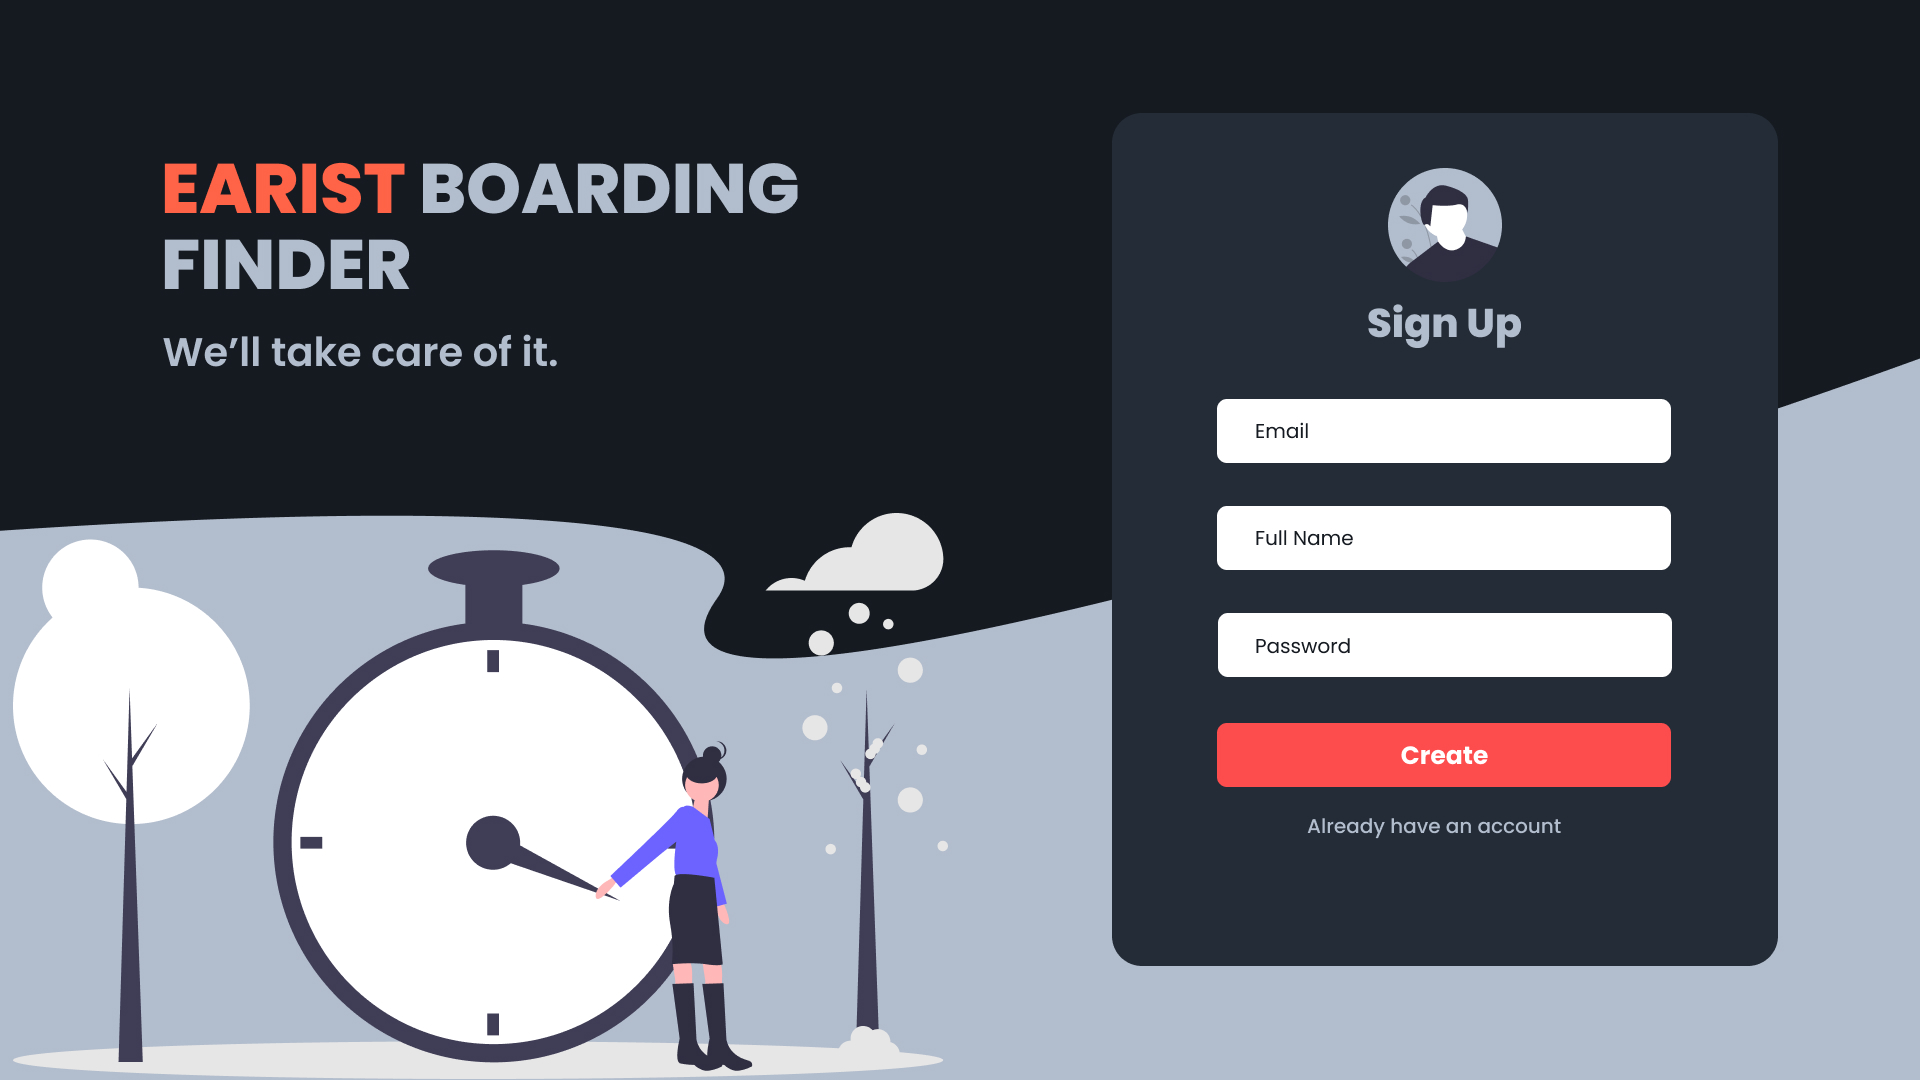 EARIST BOARDING
FINDER
We’ll take care of it.
Sign Up
Email
Full Name
Password
Create
Already have an account